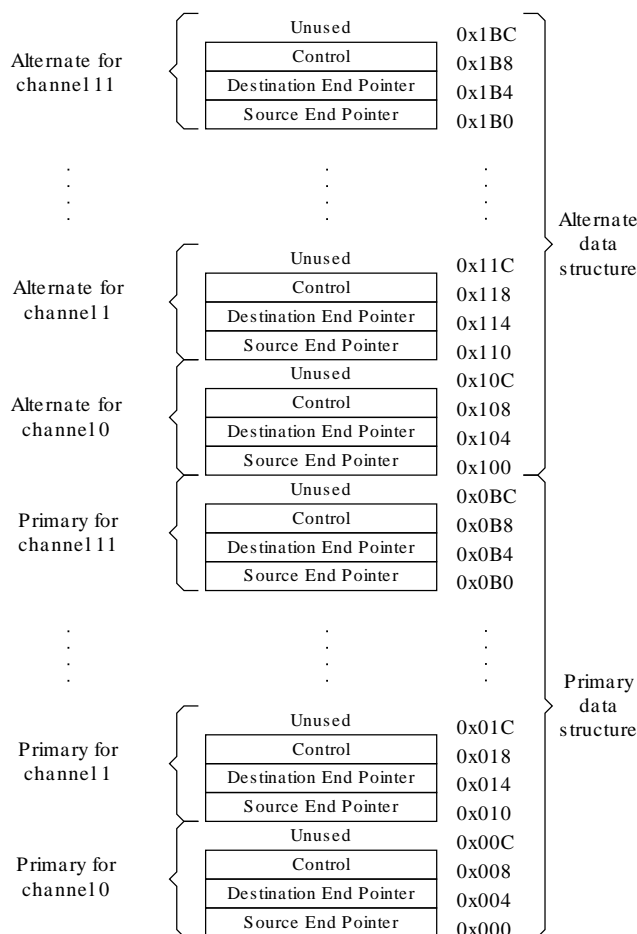 Unused 0x1BC
Alternate for channel 11
Control 0x1B8
Destination End Pointer 0x1B4
Source End Pointer 0x1B0
Alternate data structure
Unused 0x11C
Alternate for channel 1
Control 0x118
Destination End Pointer 0x114
Source End Pointer 0x110
Unused 0x10C
Alternate for channel 0
Control 0x108
Destination End Pointer 0x104
Source End Pointer 0x100
Unused 0x0BC
Primary for channel 11
Control 0x0B8
Destination End Pointer 0x0B4
Source End Pointer 0x0B0
Primary data structure
Unused 0x01C
Primary for channel 1
Control 0x018
Destination End Pointer 0x014
Source End Pointer 0x010
Unused 0x00C
Primary for channel 0
Control 0x008
Destination End Pointer 0x004
Source End Pointer 0x000